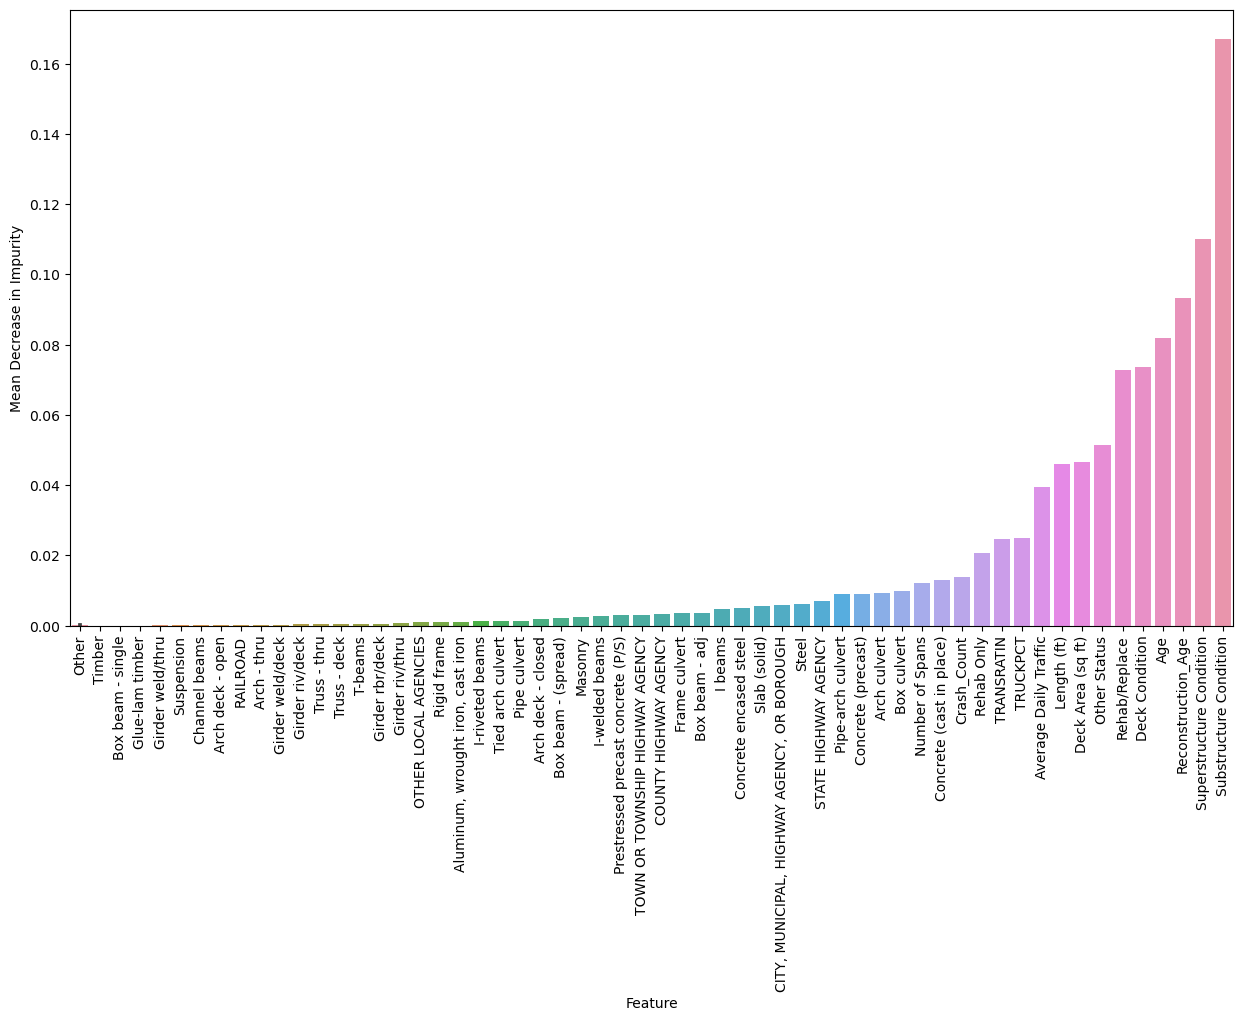 0.16
0.14
0.12
0.10
0.08
0.06
0.04
0.02
0.00
Mean Decrease in Impurity
Other
Timber
Box beam - single
Glue-lam timber
Girder weld/thru
Suspension
Channel beams
Arch deck - open
RAILROAD
Arch - thru
Girder weld/deck
Girder riv/deck
Truss - thru
Truss - deck
T-beams
Girder rbr/deck
Girder riv/thru
OTHER LOCAL AGENCIES
Rigid frame
Aluminum, wrought iron, cast iron
I-riveted beams
Tied arch culvert
Pipe culvert
Arch deck - closed
Box beam - (spread)
Masonry
I-welded beams
Prestressed precast concrete (P/S)
TOWN OR TOWNSHIP HIGHWAY AGENCY
COUNTY HIGHWAY AGENCY
Frame culvert
Box beam - adj
I beams
Concrete encased steel
Slab (solid)
CITY, MUNICIPAL, HIGHWAY AGENCY, OR BOROUGH
Steel
STATE HIGHWAY AGENCY
Pipe-arch culvert
Concrete (precast)
Arch culvert
Box culvert
Number of Spans
Concrete (cast in place)
Crash_Count
Rehab Only
TRANSRATIN
TRUCKPCT
Average Daily Traffic
Length (ft)
Deck Area (sq ft)
Other Status
Rehab/Replace
Deck Condition
Age
Reconstruction_Age
Superstructure Condition
Substructure Condition
Feature